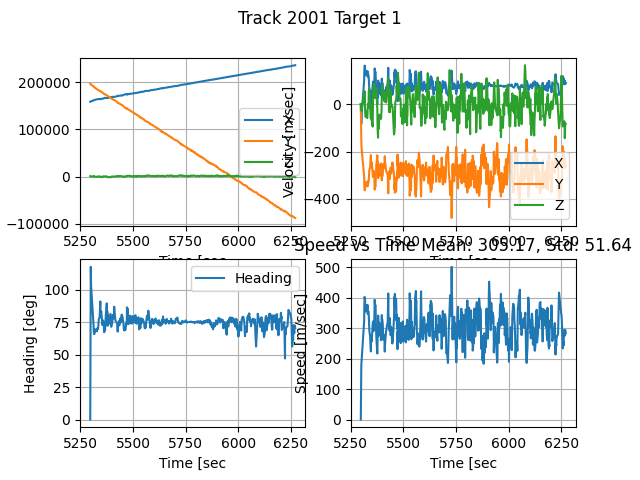 Track 2001 Target 1
200000
100000
0
−100000
5250 5500 5750 6000 6250
X
Y
Z
Velocity [m/sec]
0
−200
−400
5250 5500 5750 6000 6250
X
Y
Z
Speed vs Time Mean: 305.17, Std: 51.64
Heading [deg]
100
75
50
25
0
5250 5500 5750 6000 6250
Time [sec
Heading
Speed [m/sec]
500
400
300
200
100
0
5250 5500 5750 6000 6250
Time [sec